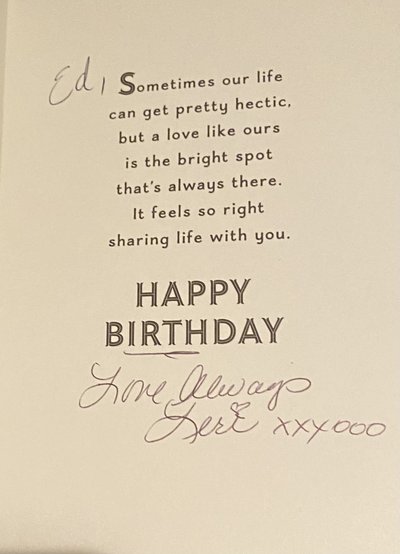 Ed, Sometimes our life
can get pretty hectic,
but a love like ours
is the bright spot
that's always there.
It feels so right
sharing life with you.
HAPPY
BIRTHDAY
Love Always
xxxooo